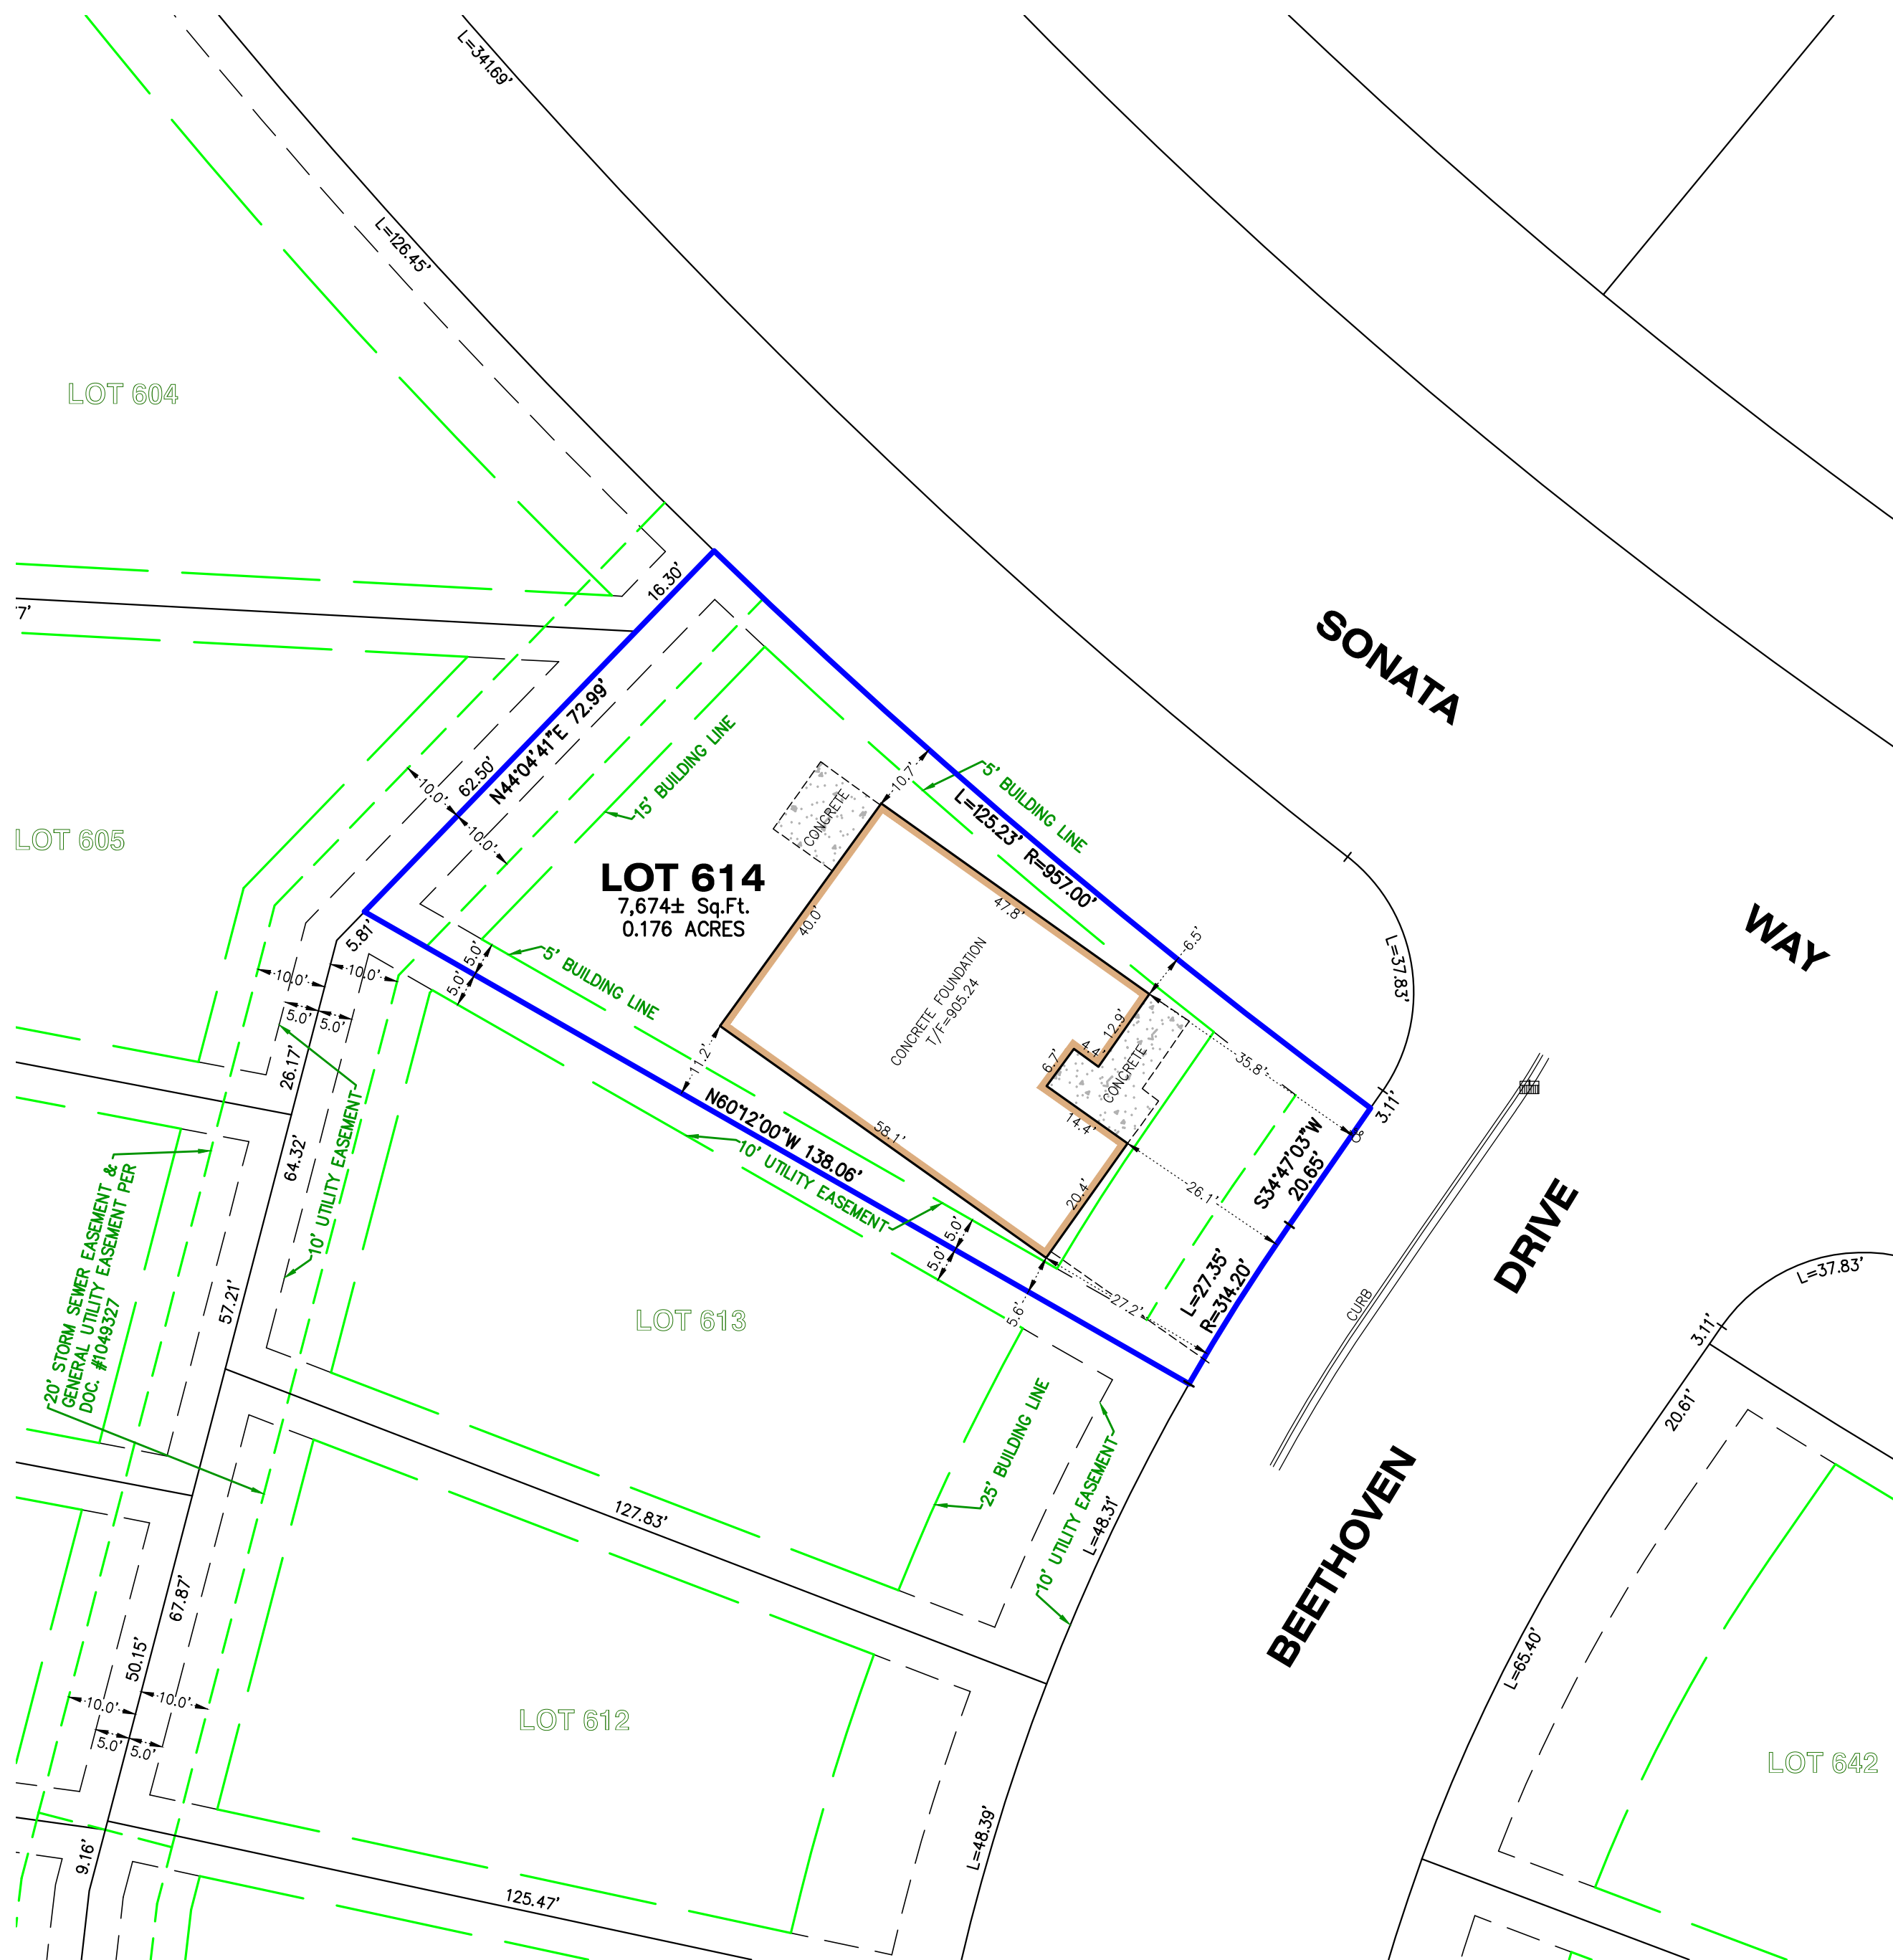 L=341.69'
L=126.45'
LOT 604
16.30'
SONATA
WAY
N44°04'41"E 72.99'
62.50'
10.0'
10.0'
15' BUILDING LINE
5' BUILDING LINE
10.7'
L=125.23' R=957.00'
CONCRETE
LOT 605
LOT 614
7,674± Sq.Ft.
0.176 ACRES
40.0'
47.8'
6.5'
L=37.83'
5.81'
10.0'
10.0'
5.0'
5.0'
5.0'
5.0'
5' BUILDING LINE
CONCRETE FOUNDATION
T/F=905.24
12.9'
4.4'
6.7'
CONCRETE
35.8'
3.11'
11.2'
26.17'
N60°12'00"W 138.06'
58.1'
14.4'
S34°47'03"W
20.65'
64.32'
10' UTILITY EASEMENT
10' UTILITY EASEMENT
20.4'
26.1'
5.0'
5.0'
DRIVE
20' STORM SEWER EASEMENT &
GENERAL UTILITY EASEMENT PER
DOC. #1049327
57.21'
LOT 613
5.6'
27.2'
L=27.35'
R=314.20'
CURB
L=37.83'
3.11'
25' BUILDING LINE
20.61'
127.83'
10' UTILITY EASEMENT
L=48.31'
BEETHOVEN
67.87'
50.15'
10.0'
10.0'
5.0'
5.0'
LOT 612
L=65.40'
LOT 642
L=48.39'
9.16'
125.47'